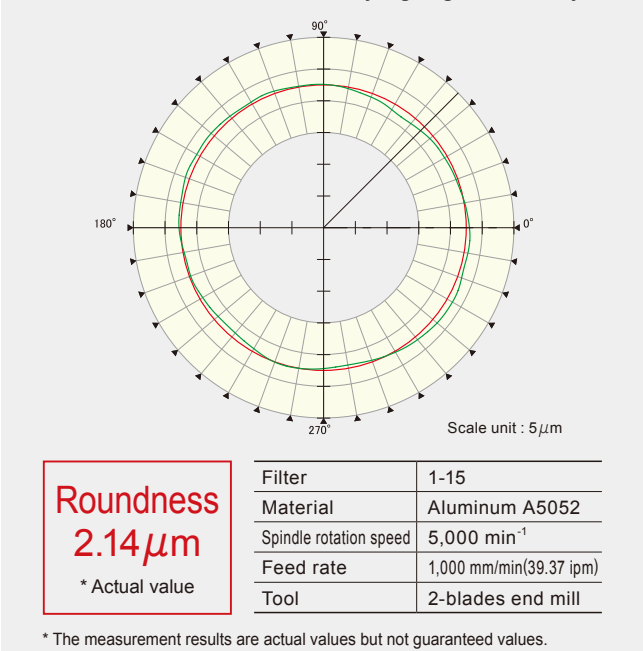 90°
180°
0°
270°
Scale unit : 5μm
Roundness
2.14μm
* Actual value
Filter 1-15
Material Aluminum A5052
Spindle rotation speed 5,000 min⁻¹
Feed rate 1,000 mm/min(39.37 ipm)
Tool 2-blades end mill
* The measurement results are actual values but not guaranteed values.